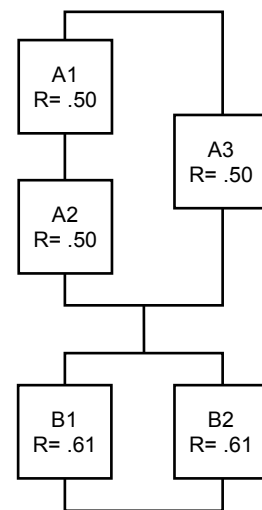 A1
R= .50
A3
R= .50
A2
R= .50
B1
R= .61
B2
R= .61